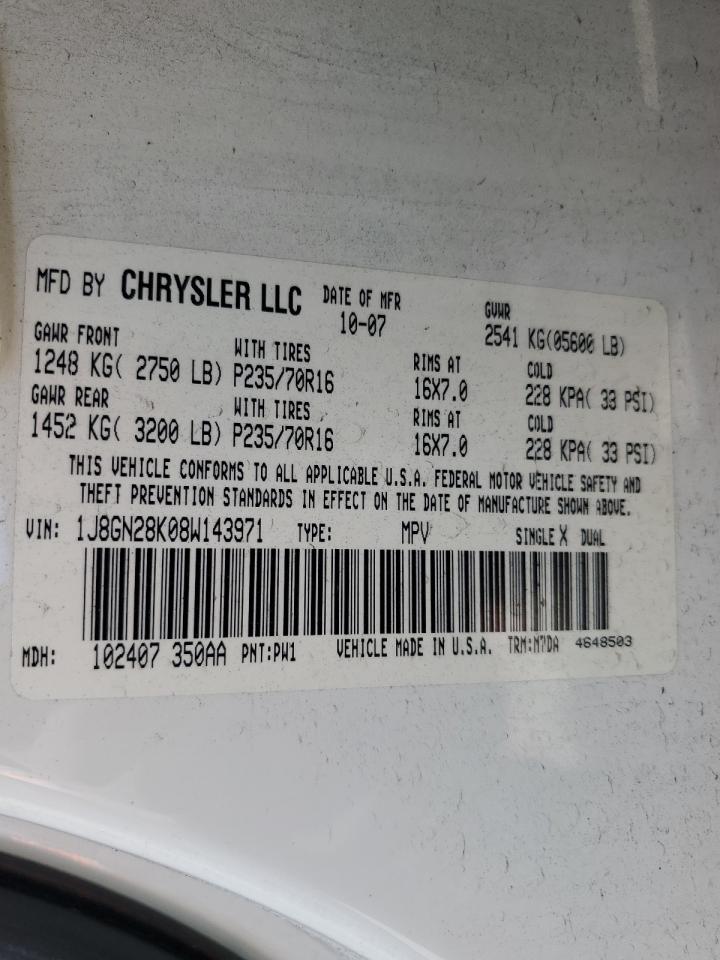 MFD BY CHRYSLER LLC DATE OF MFR 10-07 GVWR 2541 KG(05600 LB)
GAWR FRONT WITH TIRES RIMS AT COLD
1248 KG( 2750 LB) P235/70R16 16X7.0 228 KPA( 33 PSI)
GAWR REAR WITH TIRES RIMS AT COLD
1452 KG( 3200 LB) P235/70R16 16X7.0 228 KPA( 33 PSI)
THIS VEHICLE CONFORMS TO ALL APPLICABLE U.S.A. FEDERAL MOTOR VEHICLE SAFETY AND
THEFT PREVENTION STANDARDS IN EFFECT ON THE DATE OF MANUFACTURE SHOWN ABOVE.
VIN: 1J8GN28K08W143971 TYPE: MPV SINGLE X DUAL
MDH: 102407 350AA PNT:PW1 VEHICLE MADE IN U.S.A. TRM:N7DA 4648503